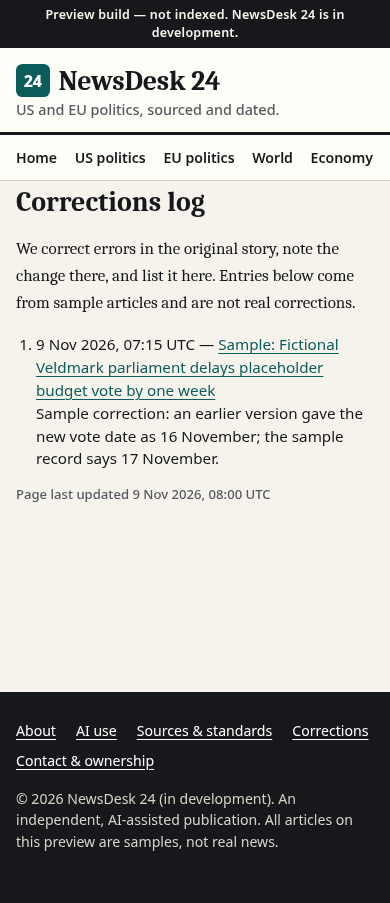 Preview build — not indexed. NewsDesk 24 is in
development.
24 NewsDesk 24
US and EU politics, sourced and dated.
Home US politics EU politics World Economy
Corrections log
We correct errors in the original story, note the
change there, and list it here. Entries below come
from sample articles and are not real corrections.
1. 9 Nov 2026, 07:15 UTC — Sample: Fictional
Veldmark parliament delays placeholder
budget vote by one week
Sample correction: an earlier version gave the
new vote date as 16 November; the sample
record says 17 November.
Page last updated 9 Nov 2026, 08:00 UTC
About AI use Sources & standards Corrections
Contact & ownership
© 2026 NewsDesk 24 (in development). An
independent, AI-assisted publication. All articles on
this preview are samples, not real news.